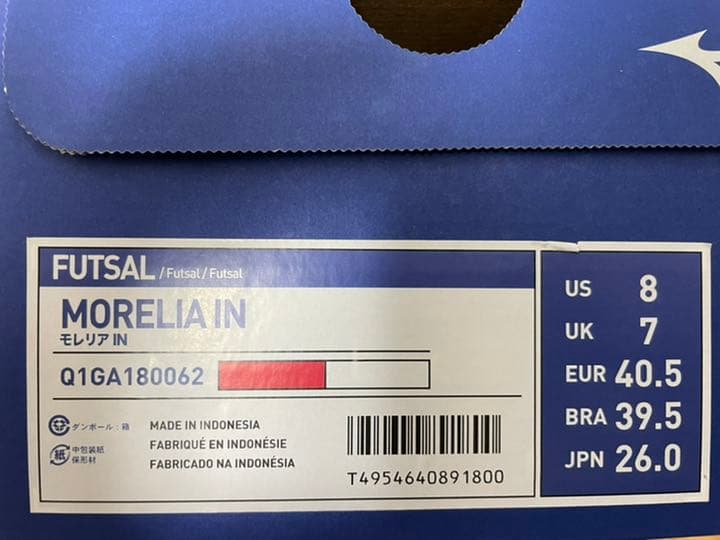 FUTSAL / Futsal / Futsal
MORELIA IN
モレリア IN
Q1GA180062
ダンボール : 箱
中包装紙
紙 保形材
MADE IN INDONESIA
FABRIQUÉ EN INDONÉSIE
FABRICADO NA INDONÉSIA
T4954640891800
US 8
UK 7
EUR 40.5
BRA 39.5
JPN 26.0